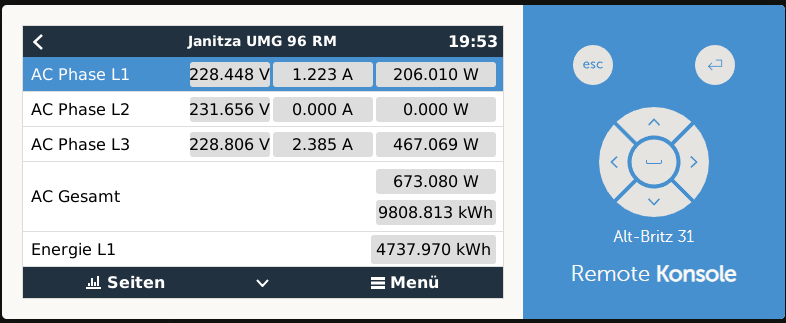 Janitza UMG 96 RM 19:53
AC Phase L1 228.448 V 1.223 A 206.010 W
AC Phase L2 231.656 V 0.000 A 0.000 W
AC Phase L3 228.806 V 2.385 A 467.069 W
AC Gesamt 673.080 W
9808.813 kWh
Energie L1 4737.970 kWh
Seiten Menü
esc
Alt-Britz 31
Remote Konsole